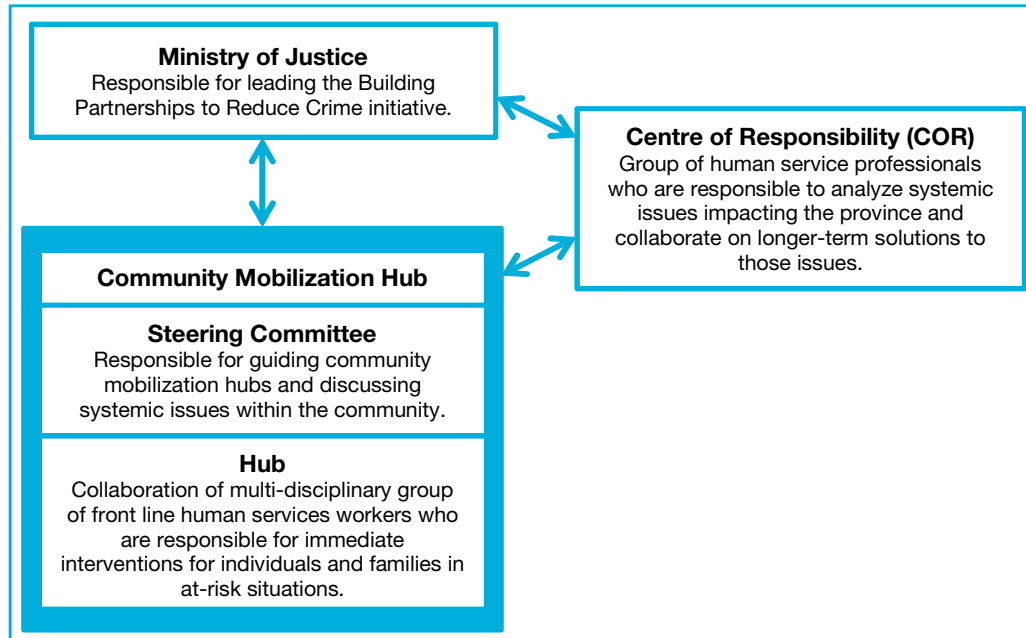 Ministry of Justice
Responsible for leading the Building
Partnerships to Reduce Crime initiative.
Centre of Responsibility (COR)
Group of human service professionals
who are responsible to analyze systemic
issues impacting the province and
collaborate on longer-term solutions to
those issues.
Community Mobilization Hub
Steering Committee
Responsible for guiding community
mobilization hubs and discussing
systemic issues within the community.
Hub
Collaboration of multi-disciplinary group
of front line human services workers who
are responsible for immediate
interventions for individuals and families in
at-risk situations.